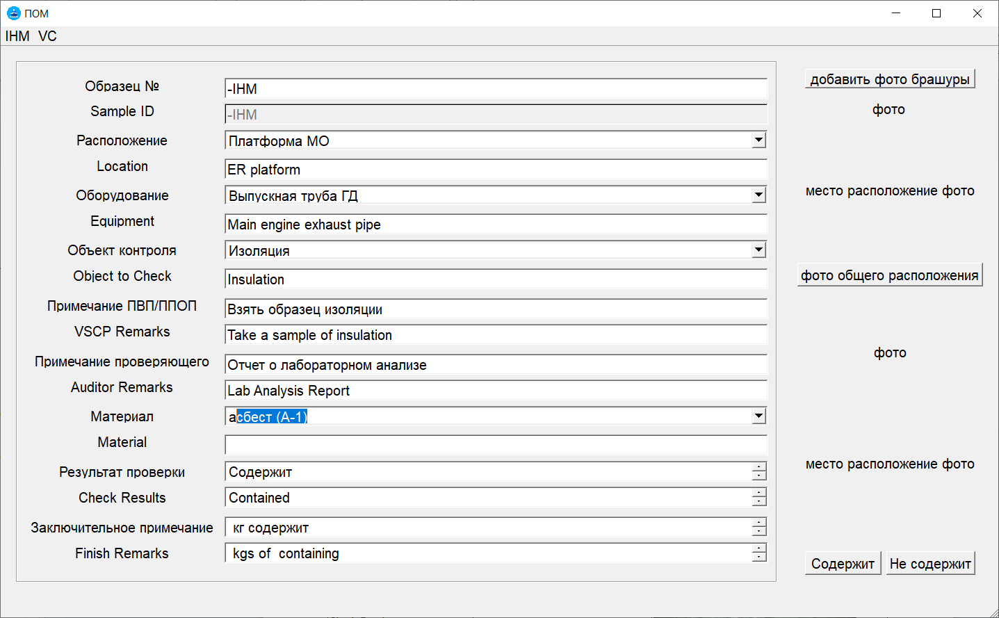 ПОМ
IHM VC
Образец № -IHM
Sample ID -IHM
Расположение Платформа МО
Location ER platform
Оборудование Выпускная труба ГД
Equipment Main engine exhaust pipe
Объект контроля Изоляция
Object to Check Insulation
Примечание ПВП/ППОП Взять образец изоляции
VSCP Remarks Take a sample of insulation
Примечание проверяющего Отчет о лабораторном анализе
Auditor Remarks Lab Analysis Report
Материал асбест (А-1)
Material
Результат проверки Содержит
Check Results Contained
Заключительное примечание кг содержит
Finish Remarks kgs of containing
добавить фото брашуры
фото
место расположение фото
фото общего расположения
фото
место расположение фото
Содержит Не содержит